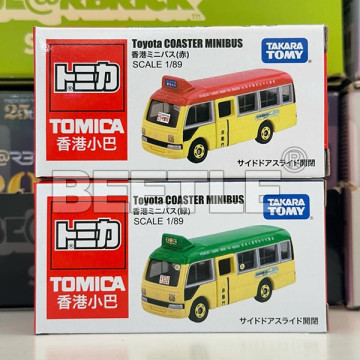 Toyota COASTER MINIBUS
香港ミニバス(赤)
SCALE 1/89
TAKARA TOMY
トミカ
TOMICA
香港小巴
サイドドアスライド開閉
BEETLE®
Toyota COASTER MINIBUS
香港ミニバス(緑)
SCALE 1/89
TAKARA TOMY
トミカ
TOMICA
香港小巴
サイドドアスライド開閉